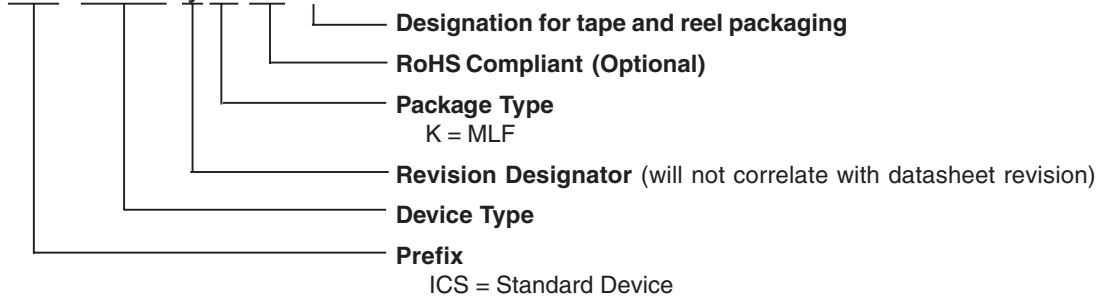 Designation for tape and reel packaging
RoHS Compliant (Optional)
Package Type
K = MLF
Revision Designator (will not correlate with datasheet revision)
Device Type
Prefix
ICS = Standard Device